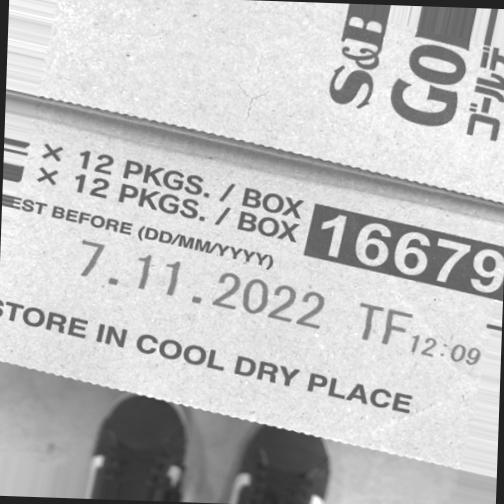 S&B
GO
ゴールデ
× 12 PKGS. / BOX
× 12 PKGS. / BOX
16679
EST BEFORE (DD/MM/YYYY)
7.11.2022 TF 12:09
STORE IN COOL DRY PLACE